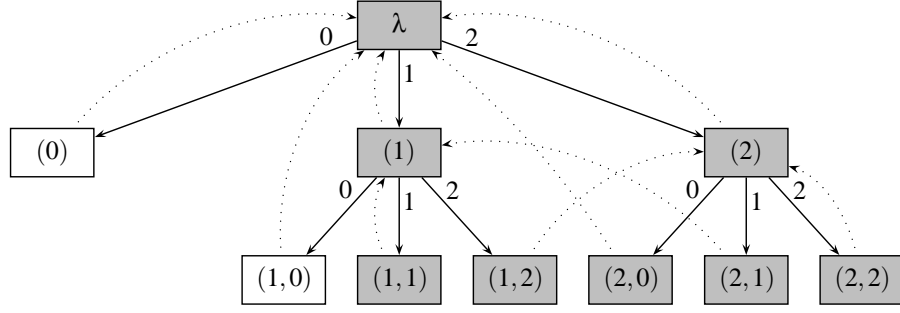 λ
0 1 2
(0) (1) (2)
0 1 2 0 1 2
(1,0) (1,1) (1,2) (2,0) (2,1) (2,2)